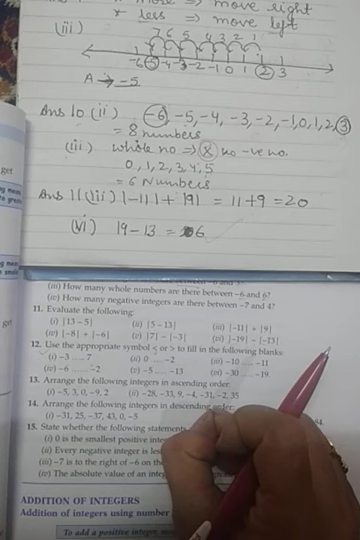 ⇒ move right
* less ⇒ move left
(iii)
7 6 5 4 3 2 1
-6 -5 -4 -3 -2 -1 0 1 2 3
A → -5
Ans 10 (ii) -6, -5, -4, -3, -2, -1, 0, 1, 2, 3
= 8 numbers
(iii) whole no ⇒ no -ve no.
0, 1, 2, 3, 4, 5
= 6 Numbers
Ans 11 (iii) |-11| + |9| = 11 + 9 = 20
(vi) 19 - 13 = 6
(iii) How many whole numbers are there between -6 and 6?
(iv) How many negative integers are there between -7 and 4?
11. Evaluate the following:
(i) |13 - 5| (ii) |5 - 13| (iii) |-11| + |9|
(iv) |-8| + |-6| (v) |7| - |-3| (vi) |-19| - |-13|
12. Use the appropriate symbol < or > to fill in the following blanks:
(i) -3 ..... 7 (ii) 0 ..... -2 (iii) -10 ..... -11
(iv) -6 ..... -2 (v) -5 ..... -13 (vi) -30 ..... -19
13. Arrange the following integers in ascending order:
(i) -5, 3, 0, -9, 2 (ii) -28, -33, 9, -4, -31, -2, 35
14. Arrange the following integers in descending order:
(i) -31, 25, -37, 43, 0, -5
15. State whether the following statements
(i) 0 is the smallest positive
(ii) Every negative integer is less
(iii) -7 is to the right of -6 on the
(iv) The absolute value of an
ADDITION OF INTEGERS
Addition of integers using number
To add a positive